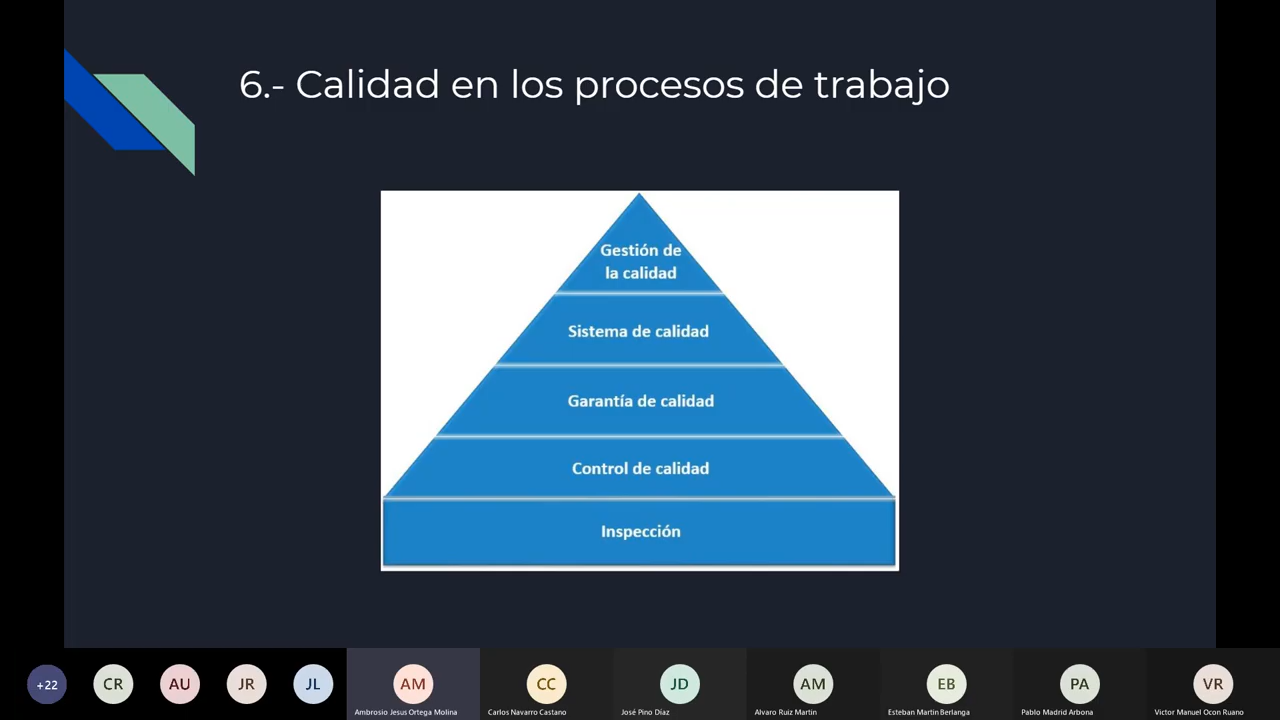 6.- Calidad en los procesos de trabajo
Gestión de
la calidad
Sistema de calidad
Garantía de calidad
Control de calidad
Inspección
+22
CR
AU
JR
JL
AM
CC
JD
AM
EB
PA
VR
Ambrosio Jesus Ortega Molina
Carlos Navarro Castano
José Pino Díaz
Alvaro Ruiz Martin
Esteban Martin Berlanga
Pablo Madrid Arbona
Victor Manuel Ocon Ruano